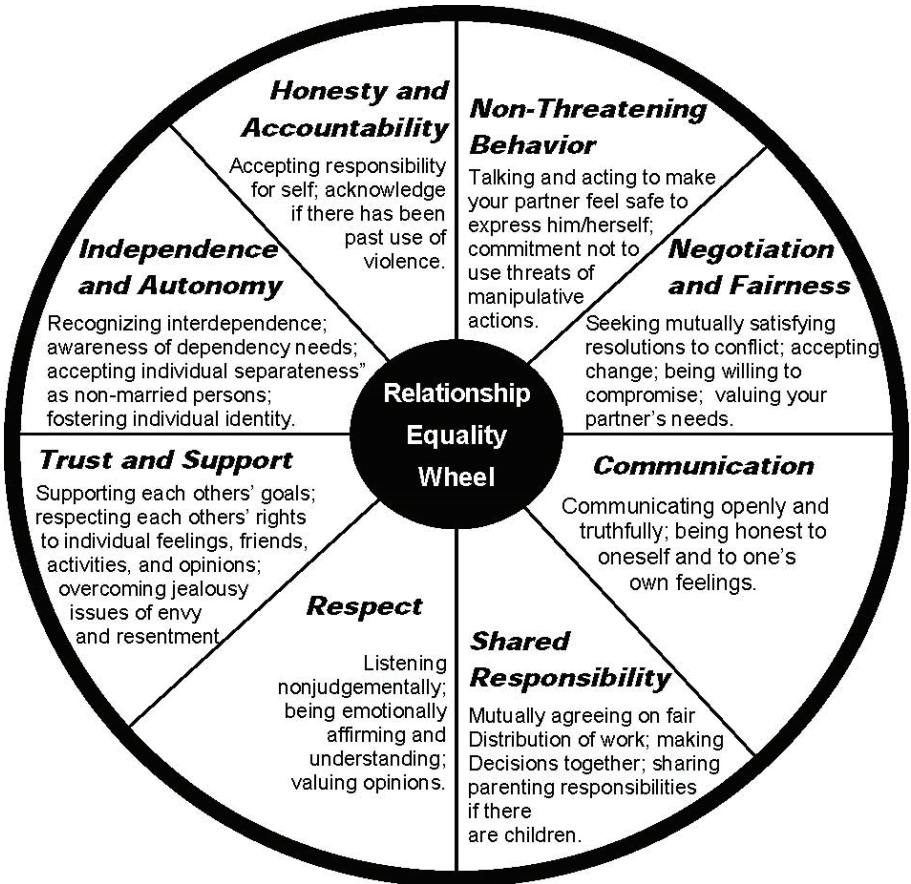 Honesty and
Accountability
Accepting responsibility
for self; acknowledge
if there has been
past use of
violence.
Non-Threatening
Behavior
Talking and acting to make
your partner feel safe to
express him/herself;
commitment not to
use threats of
manipulative
actions.
Negotiation
and Fairness
Seeking mutually satisfying
resolutions to conflict; accepting
change; being willing to
compromise; valuing your
partner's needs.
Communication
Communicating openly and
truthfully; being honest to
oneself and to one's
own feelings.
Shared
Responsibility
Mutually agreeing on fair
Distribution of work; making
Decisions together; sharing
parenting responsibilities
if there
are children.
Respect
Listening
nonjudgementally;
being emotionally
affirming and
understanding;
valuing opinions.
Trust and Support
Supporting each others' goals;
respecting each others' rights
to individual feelings, friends,
activities, and opinions;
overcoming jealousy
issues of envy
and resentment
Independence
and Autonomy
Recognizing interdependence;
awareness of dependency needs;
accepting individual separateness”
as non-married persons;
fostering individual identity.
Relationship
Equality
Wheel